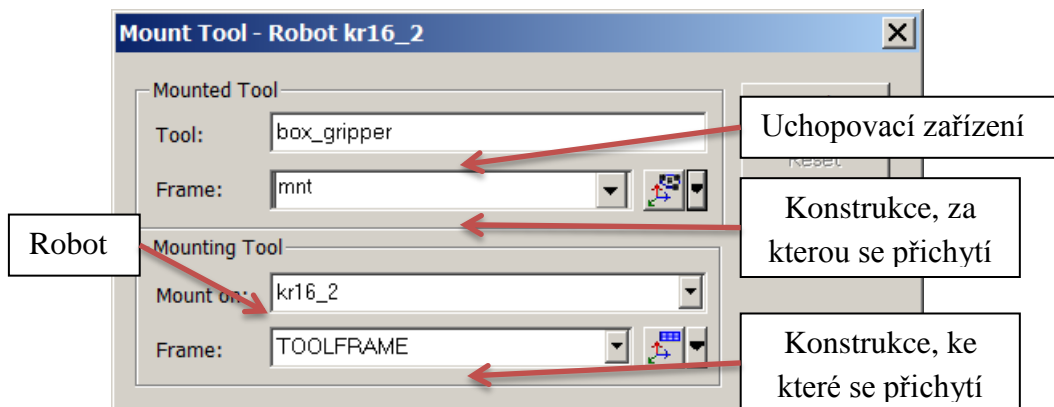 Mount Tool - Robot kr16_2
Mounted Tool
Tool: box_gripper
Uchopovací zařízení
Reset
Frame: mnt
Konstrukce, za
kterou se přichytí
Robot
Mounting Tool
Mount on: kr16_2
Frame: TOOLFRAME
Konstrukce, ke
které se přichytí